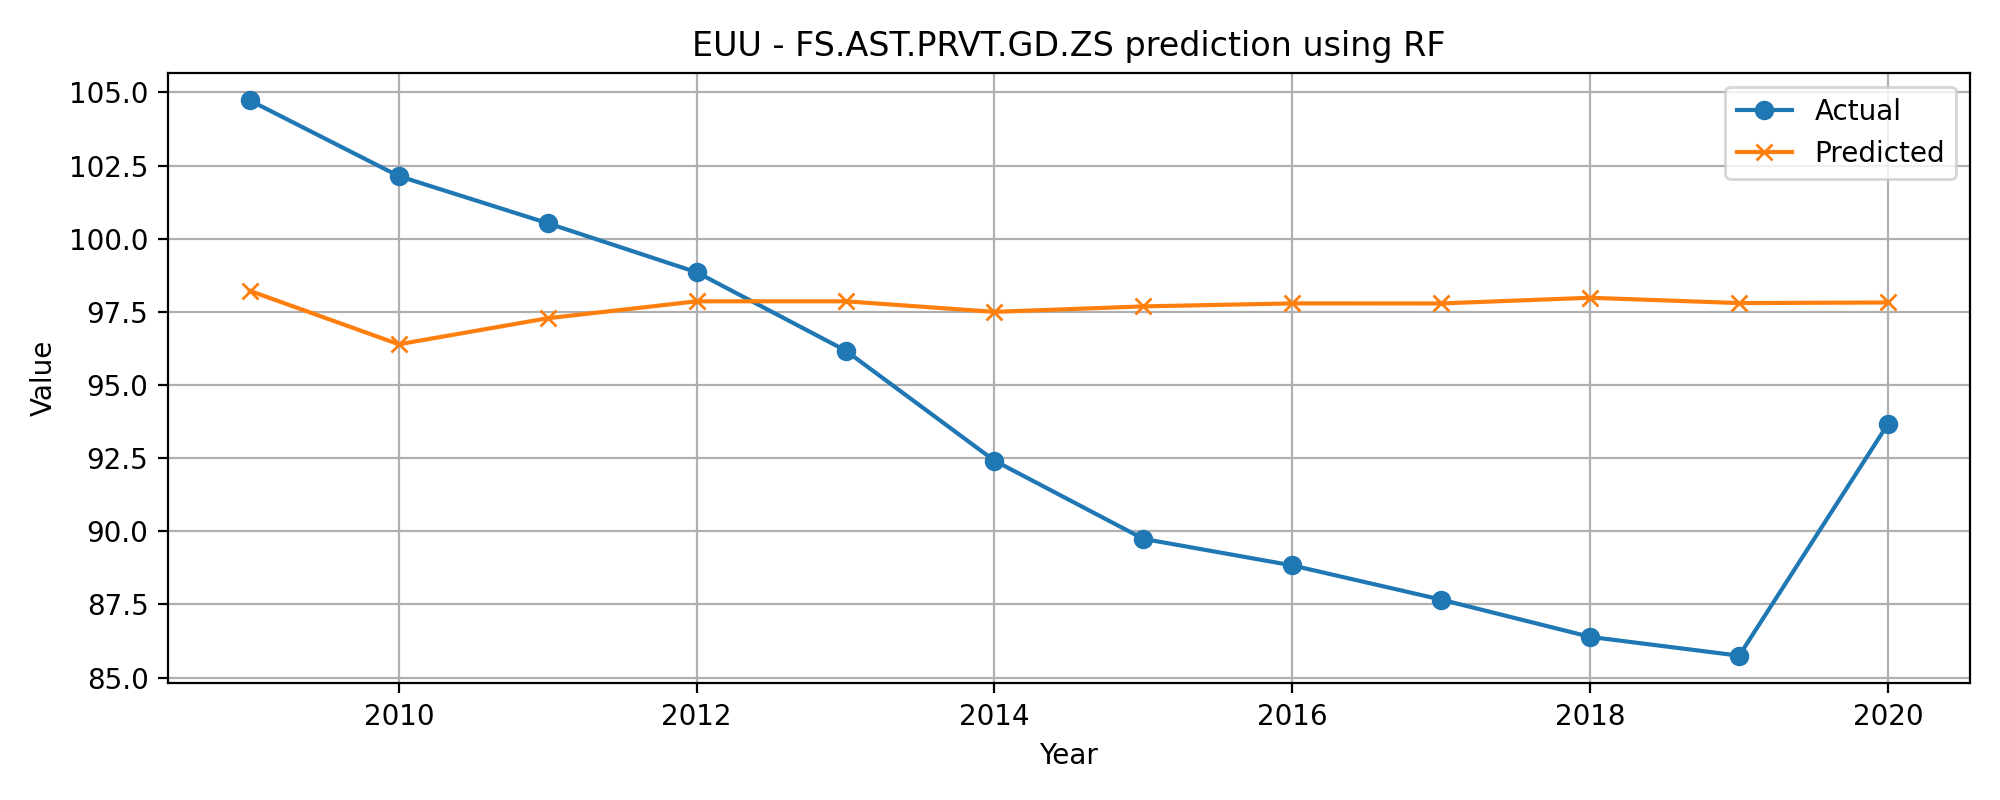 EUU - FS.AST.PRVT.GD.ZS prediction using RF
105.0
102.5
100.0
97.5
95.0
92.5
90.0
87.5
85.0
Value
Actual
Predicted
2010 2012 2014 2016 2018 2020
Year